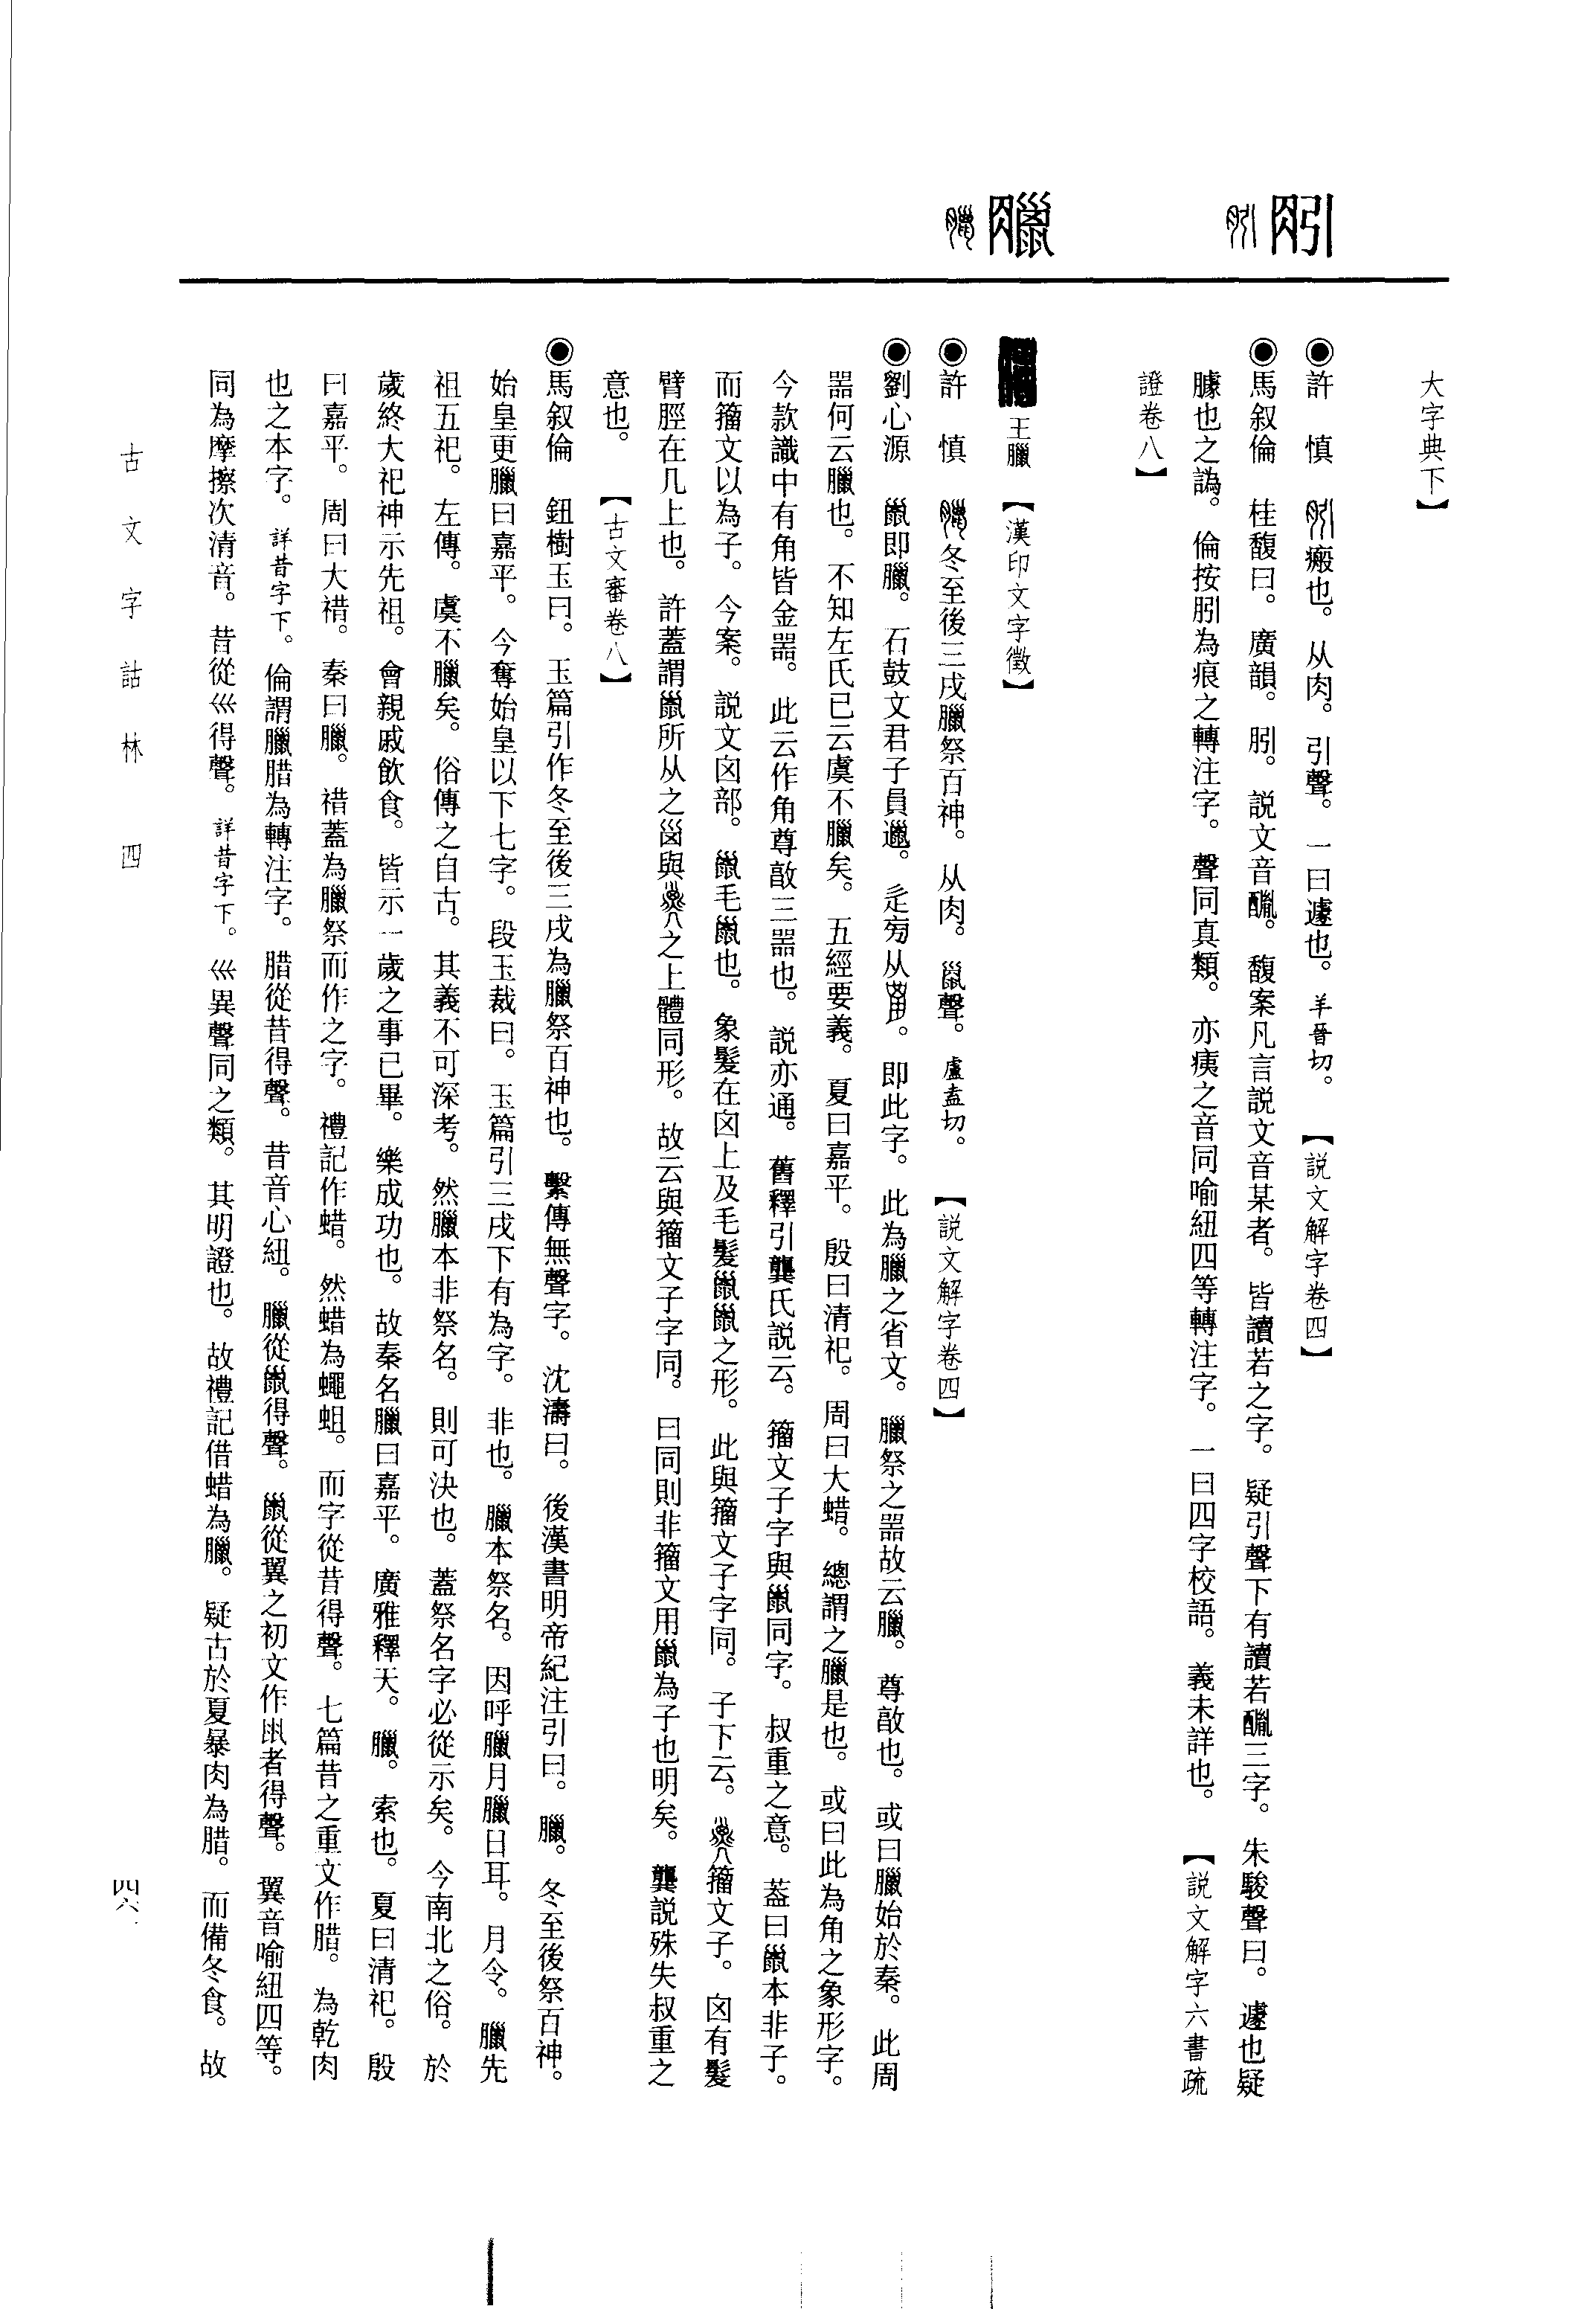 大字典下】
朄
◉許　慎　瘢也。从肉。引聲。一曰遽也。羊晉切。【説文解字卷四】
◉馬叙倫　桂馥曰。廣韻。䏖。説文音酳。馥案凡言説文音某者。皆讀若之字。疑引聲下有讀若酳三字。朱駿聲曰。遽也疑
臄也之譌。倫按䏖為痕之轉注字。聲同真類。亦痍之音同喻紐四等轉注字。一曰四字校語。義未詳也。【説文解字六書疏
證卷八】
臘
王臘【漢印文字徵】
◉許　慎　冬至後三戌臘祭百神。从肉。巤聲。盧盍切。【説文解字卷四】
◉劉心源　巤即臘。石鼓文君子員邋。辵旁从。即此字。此為臘之省文。臘祭之噐故云臘。尊敔也。或曰臘始於秦。此周
噐何云臘也。不知左氏已云虞不臘矣。五經要義。夏曰嘉平。殷曰清祀。周曰大蜡。總謂之臘是也。或曰此為角之象形字。
今款識中有角皆金噐。此云作角尊敔三噐也。説亦通。舊釋引龔氏説云。籀文子字與巤同字。叔重之意。葢曰巤本非子。
而籀文以為子。今案。説文囟部。巤毛巤也。象髮在囟上及毛髮巤巤之形。此與籀文子字同。子下云。籀文子。囟有髮
臂脛在几上也。許蓋謂巤所从之與之上體同形。故云與籀文子字同。曰同則非籀文用巤為子也明矣。龔説殊失叔重之
意也。【古文審卷八】
◉馬叙倫　鈕樹玉曰。玉篇引作冬至後三戌為臘祭百神也。繫傳無聲字。沈濤曰。後漢書明帝紀注引曰。臘。冬至後祭百神。
始皇更臘曰嘉平。今奪始皇以下七字。段玉裁曰。玉篇引三戌下有為字。非也。臘本祭名。因呼臘月臘日耳。月令。臘先
祖五祀。左傳。虞不臘矣。俗傳之自古。其義不可深考。然臘本非祭名。則可決也。蓋祭名字必從示矣。今南北之俗。於
歲終大祀神示先祖。會親戚飲食。皆示一歲之事已畢。樂成功也。故秦名臘曰嘉平。廣雅釋天。臘。索也。夏曰清祀。殷
曰嘉平。周曰大䄍。秦曰臘。䄍蓋為臘祭而作之字。禮記作蜡。然蜡為蠅蛆。而字從昔得聲。七篇昔之重文作腊。為乾肉
也之本字。詳昔字下。倫謂臘腊為轉注字。腊從昔得聲。昔音心紐。臘從巤得聲。巤從翼之初文作者得聲。翼音喻紐四等。
同為摩擦次清音。昔從巛得聲。詳昔字下。巛異聲同之類。其明證也。故禮記借蜡為臘。疑古於夏暴肉為腊。而備冬食。故
古文字詁林　四